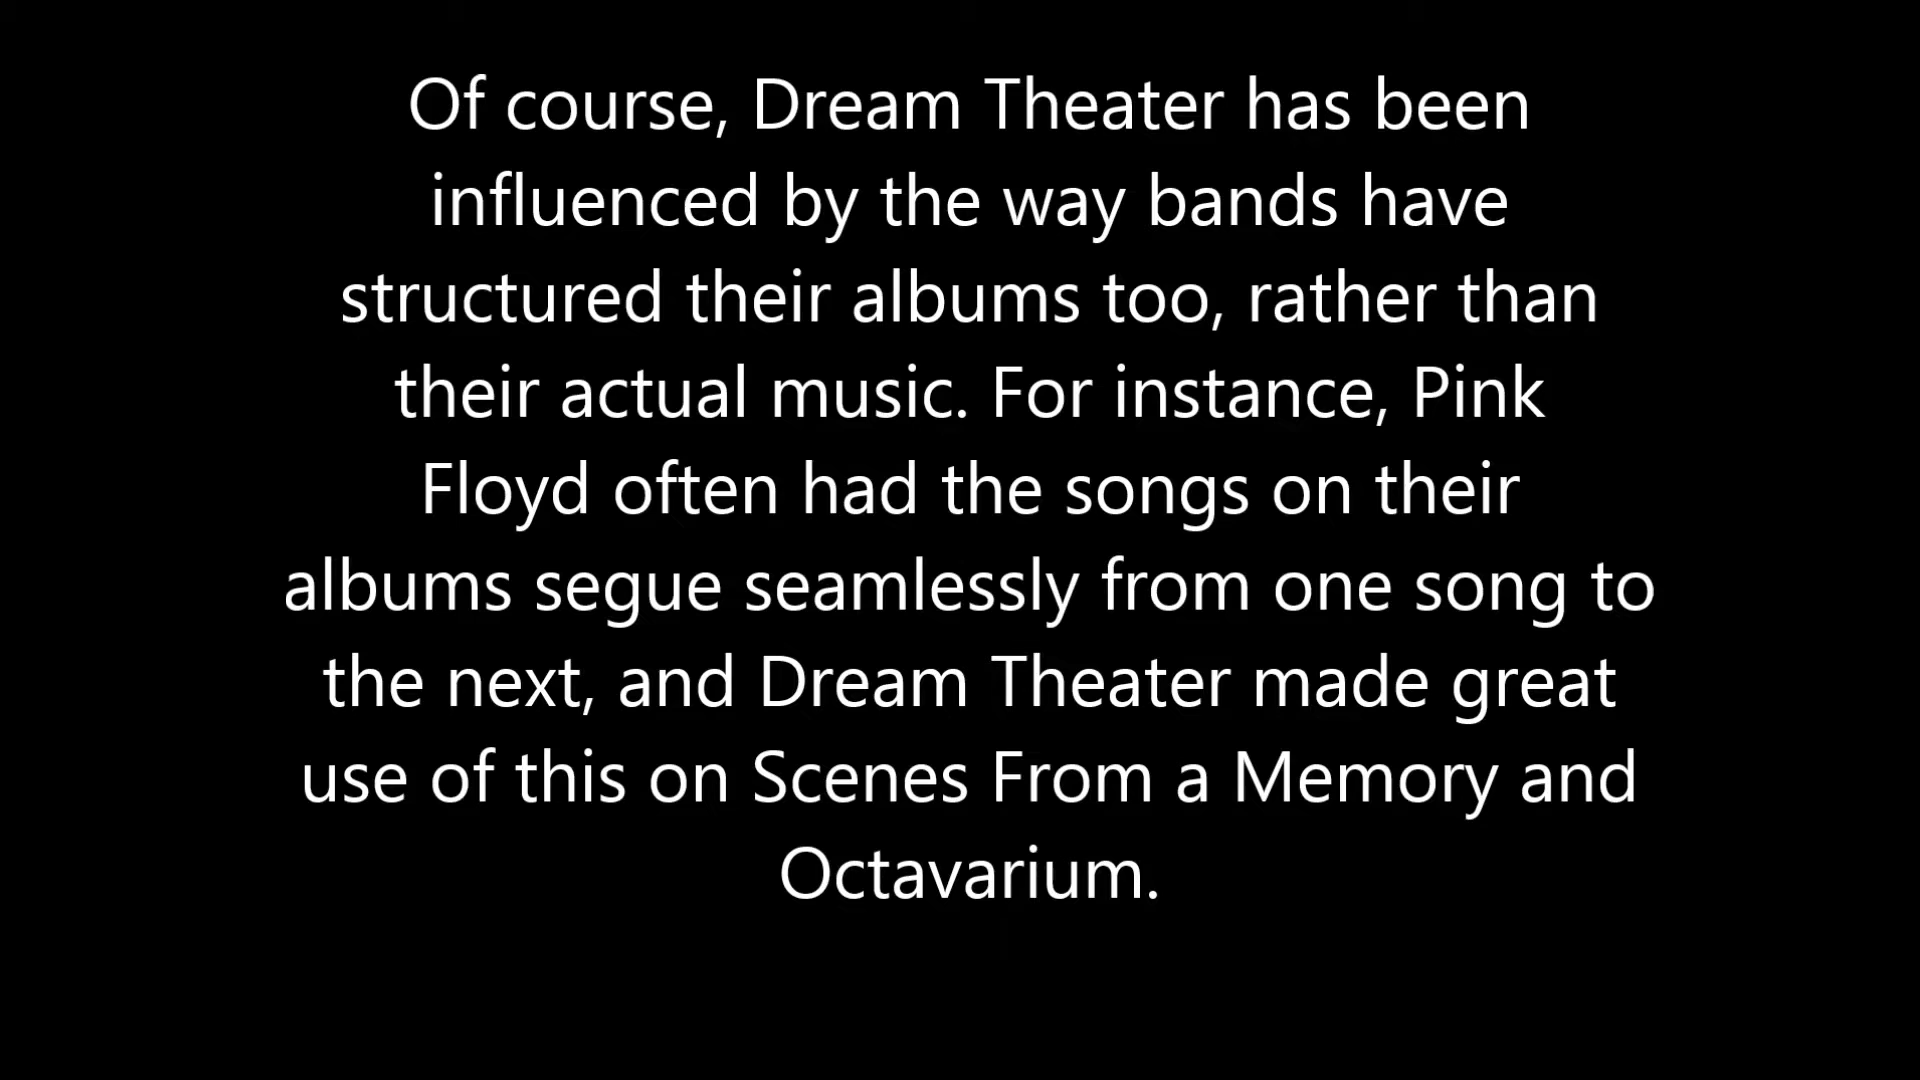 Of course, Dream Theater has been
influenced by the way bands have
structured their albums too, rather than
their actual music. For instance, Pink
Floyd often had the songs on their
albums segue seamlessly from one song to
the next, and Dream Theater made great
use of this on Scenes From a Memory and
Octavarium.